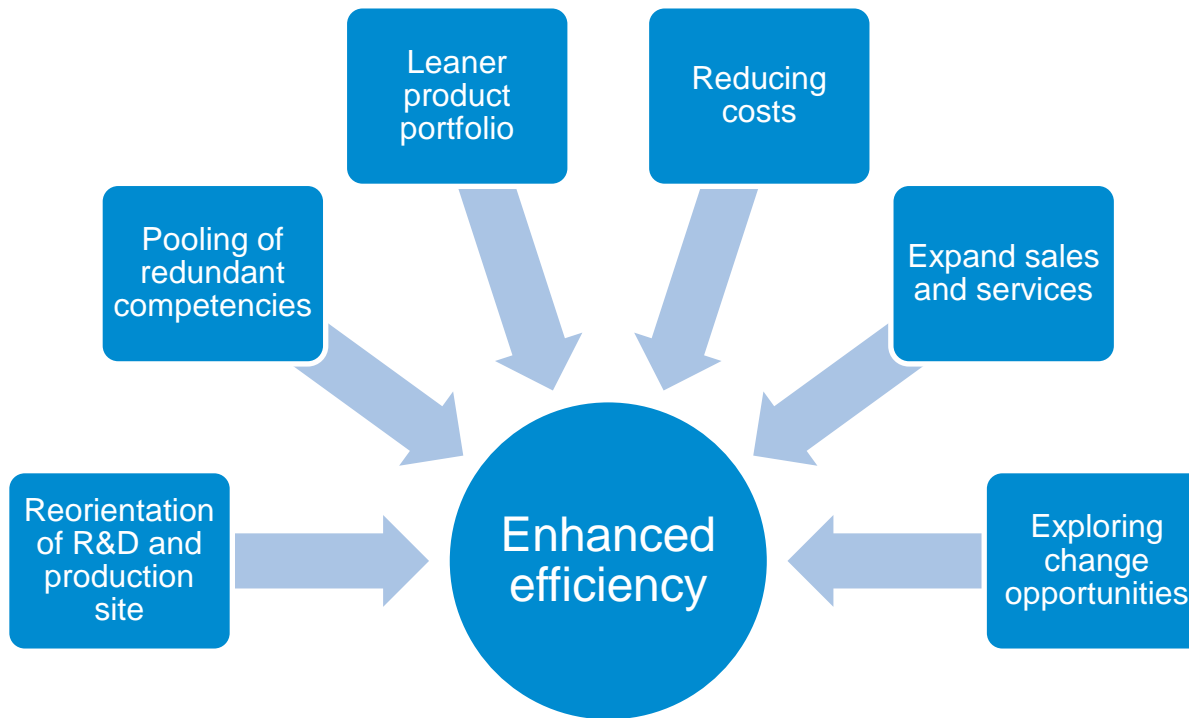 Leaner
product
portfolio
Reducing
costs
Pooling of
redundant
competencies
Expand sales
and services
Reorientation
of R&D and
production
site
Enhanced
efficiency
Exploring
change
opportunities